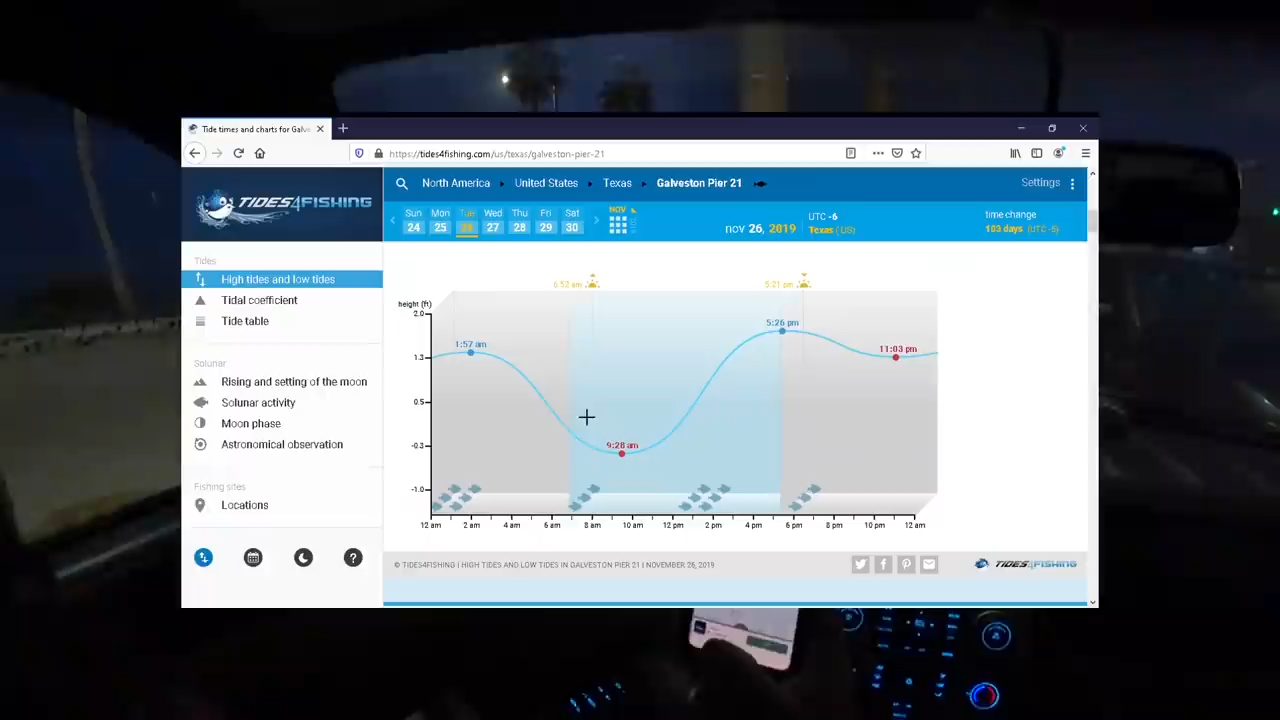 Tide times and charts for Galve
https://tides4fishing.com/us/texas/galveston-pier-21
TIDES4FISHING
North America United States Texas Galveston Pier 21 Settings
Sun Mon Tue Wed Thu Fri Sat NOV
24 25 26 27 28 29 30
nov 26, 2019
UTC -6
Texas (US)
time change
103 days (UTC -5)
Tides
High tides and low tides
Tidal coefficient
Tide table
Solunar
Rising and setting of the moon
Solunar activity
Moon phase
Astronomical observation
Fishing sites
Locations
?
6:52 am 5:21 pm
height (ft)
2.0
1.3
0.5
-0.3
-1.0
1:57 am
9:28 am
5:26 pm
11:03 pm
12 am 2 am 4 am 6 am 8 am 10 am 12 pm 2 pm 4 pm 6 pm 8 pm 10 pm 12 am
© TIDES4FISHING | HIGH TIDES AND LOW TIDES IN GALVESTON PIER 21 | NOVEMBER 26, 2019
TIDES4FISHING